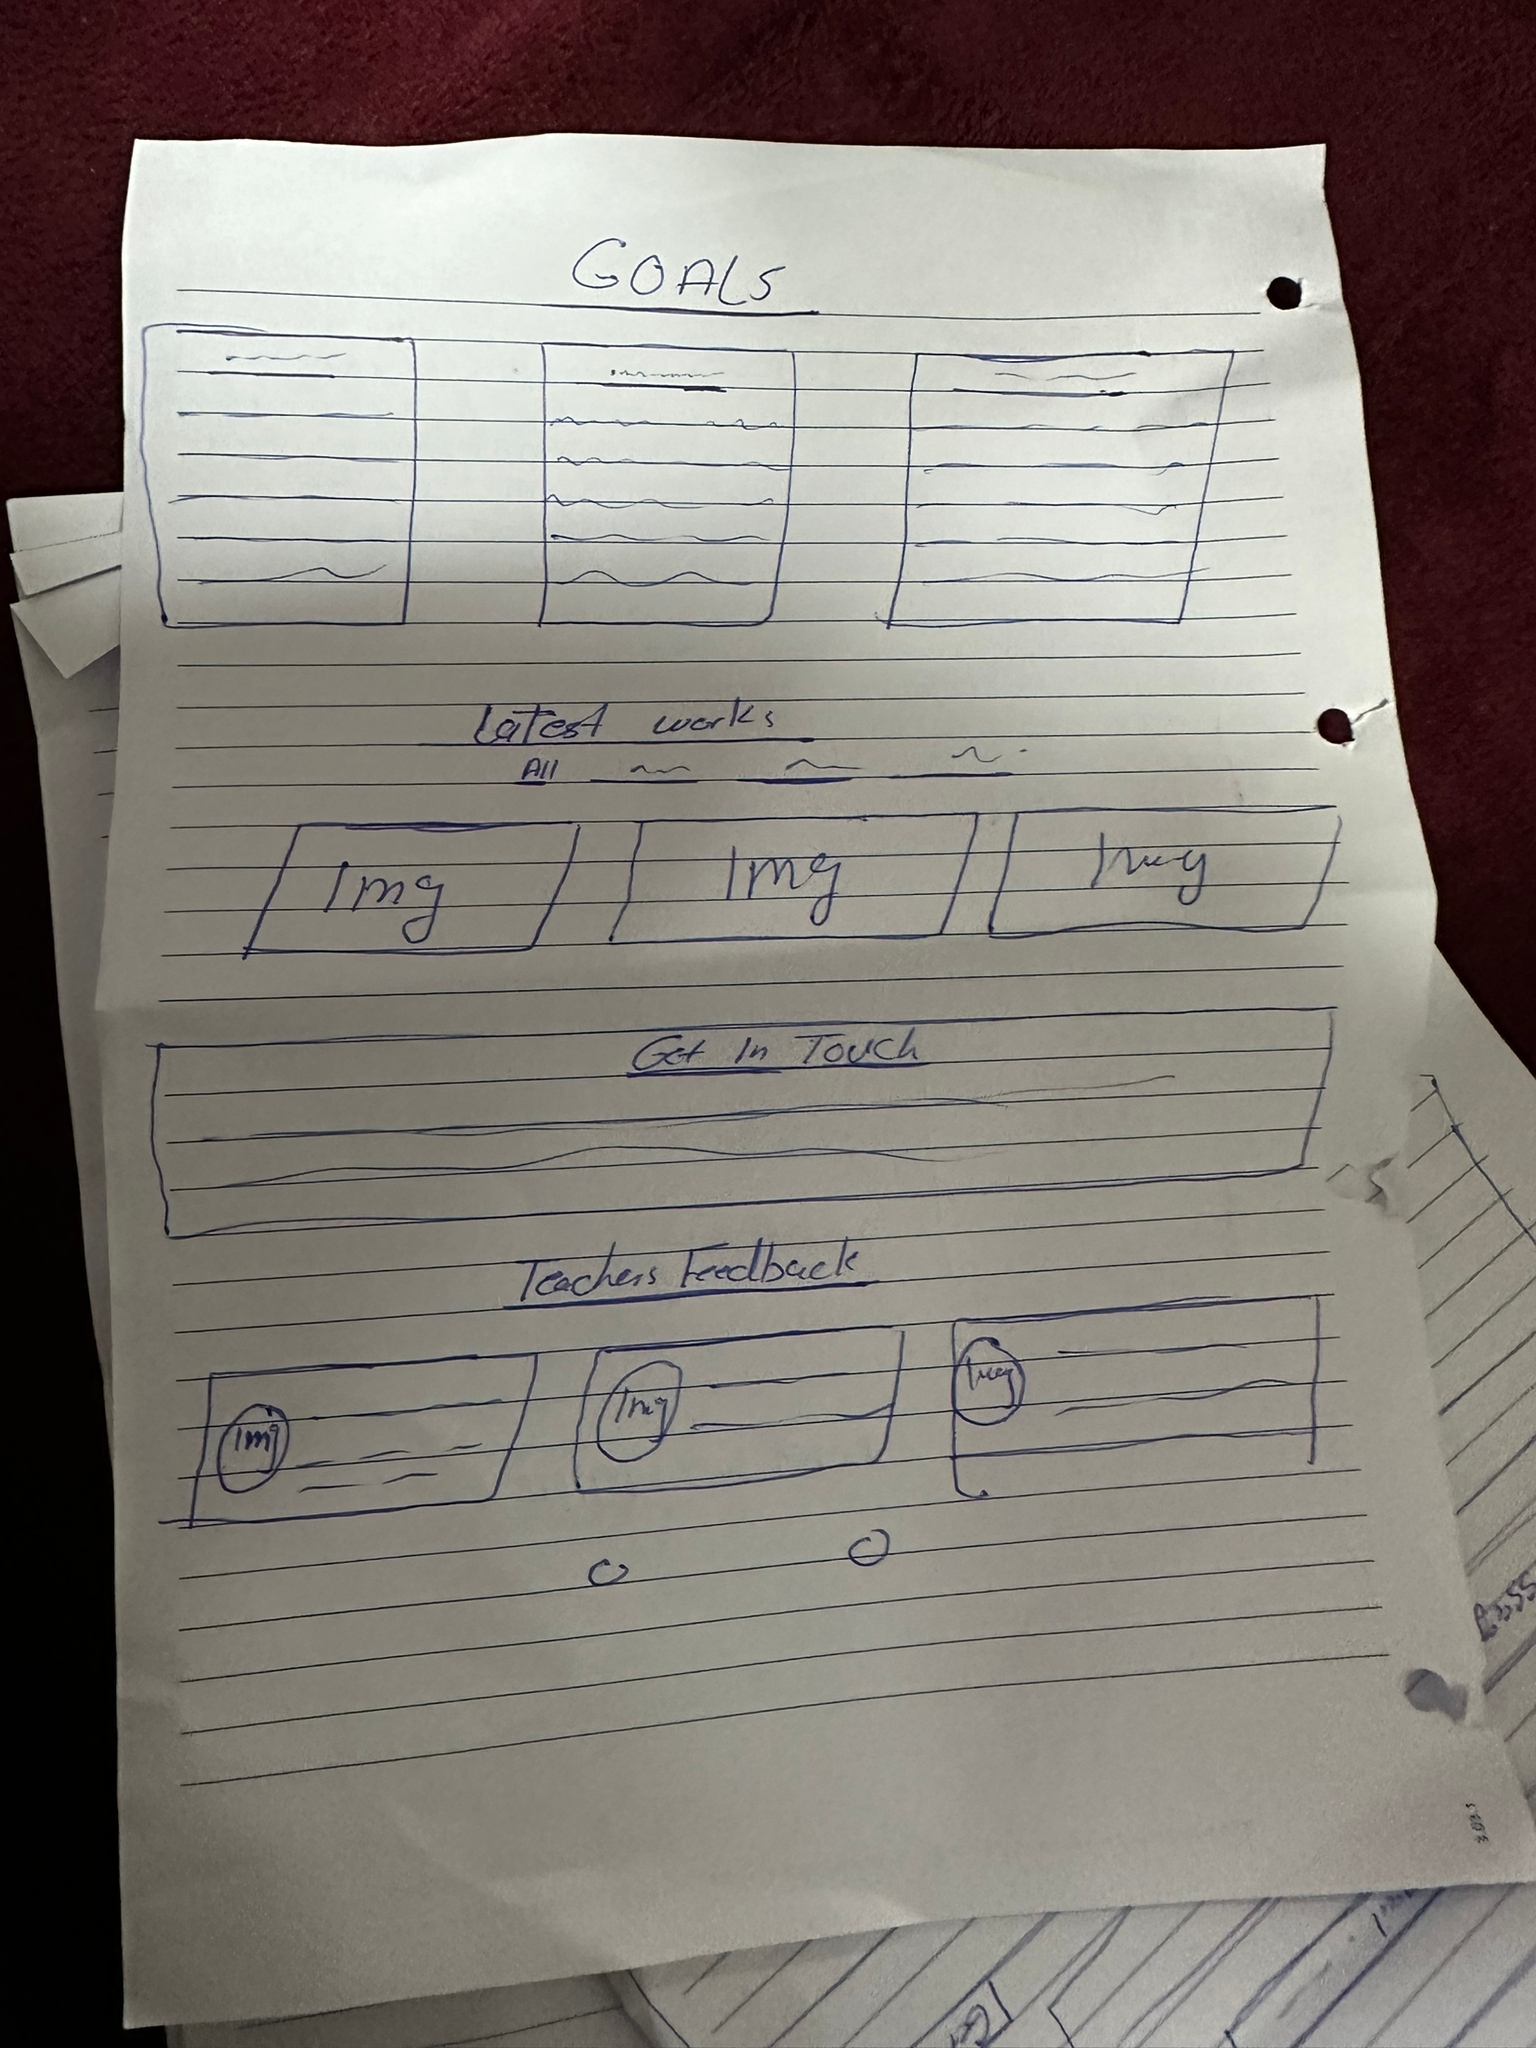 GOALS
Latest works
All
Img
Img
Img
Get In Touch
Teachers Feedback
Img
Img
Img